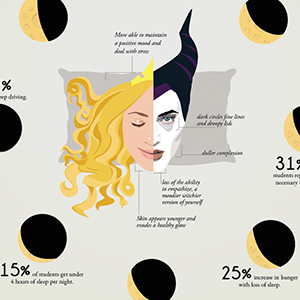 More able to maintain
a positive mood and
deal with stress
%
ep driving.
dark circles fine lines
and droopy lids
duller complexion
31%
students re
necessary
loss of the ability
to empathize, a
moodier witchier
version of yourself
Skin appears younger and
exudes a healthy glow
15% of students get under
4 hours of sleep per night.
25% increase in hunger
with loss of sleep.